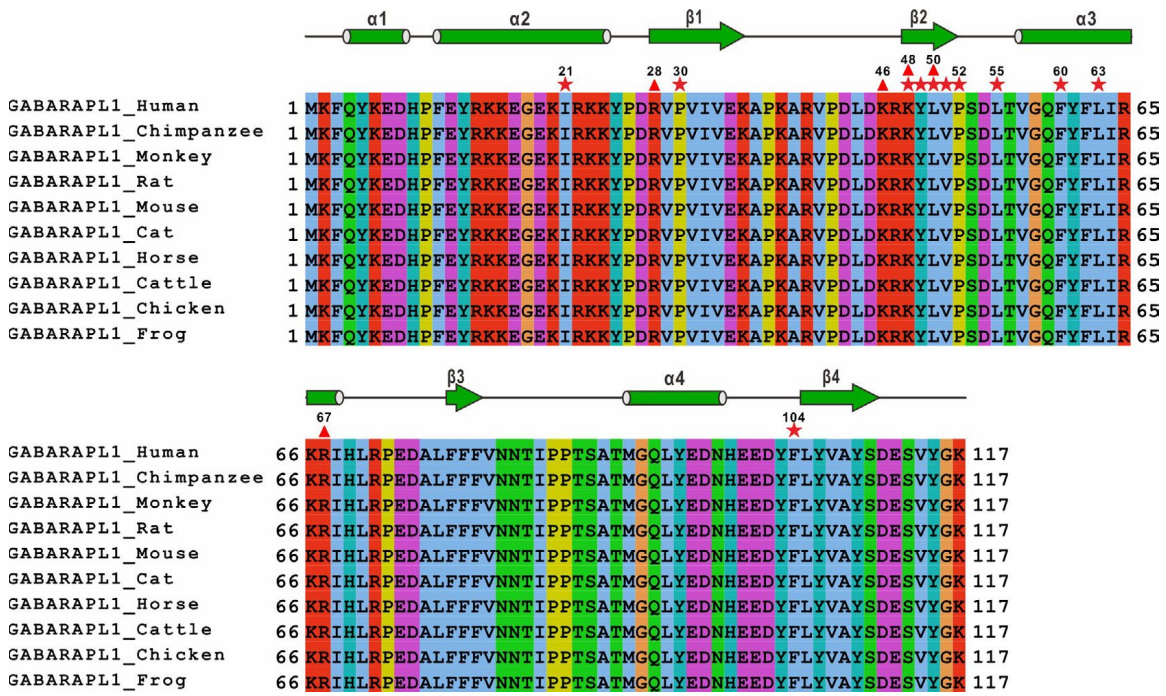 α1 α2 β1 β2 α3
21 28 30 46 48 50 52 55 60 63
GABARAPL1_Human 1 MKFQYKEDHPFEYRKKEGEKIRKKYPDRVPVIVEKAPKARVPDLDKRKYLVPSDLTVGQFYFLIR 65
GABARAPL1_Chimpanzee 1 MKFQYKEDHPFEYRKKEGEKIRKKYPDRVPVIVEKAPKARVPDLDKRKYLVPSDLTVGQFYFLIR 65
GABARAPL1_Monkey 1 MKFQYKEDHPFEYRKKEGEKIRKKYPDRVPVIVEKAPKARVPDLDKRKYLVPSDLTVGQFYFLIR 65
GABARAPL1_Rat 1 MKFQYKEDHPFEYRKKEGEKIRKKYPDRVPVIVEKAPKARVPDLDKRKYLVPSDLTVGQFYFLIR 65
GABARAPL1_Mouse 1 MKFQYKEDHPFEYRKKEGEKIRKKYPDRVPVIVEKAPKARVPDLDKRKYLVPSDLTVGQFYFLIR 65
GABARAPL1_Cat 1 MKFQYKEDHPFEYRKKEGEKIRKKYPDRVPVIVEKAPKARVPDLDKRKYLVPSDLTVGQFYFLIR 65
GABARAPL1_Horse 1 MKFQYKEDHPFEYRKKEGEKIRKKYPDRVPVIVEKAPKARVPDLDKRKYLVPSDLTVGQFYFLIR 65
GABARAPL1_Cattle 1 MKFQYKEDHPFEYRKKEGEKIRKKYPDRVPVIVEKAPKARVPDLDKRKYLVPSDLTVGQFYFLIR 65
GABARAPL1_Chicken 1 MKFQYKEDHPFEYRKKEGEKIRKKYPDRVPVIVEKAPKARVPDLDKRKYLVPSDLTVGQFYFLIR 65
GABARAPL1_Frog 1 MKFQYKEDHPFEYRKKEGEKIRKKYPDRVPVIVEKAPKARVPDLDKRKYLVPSDLTVGQFYFLIR 65
β3 α4 β4
67 104
GABARAPL1_Human 66 KRIHLRPEDALFFFVNNTIPPTSATMGQLYEDNHEEDYFLYVAYSDESVYGK 117
GABARAPL1_Chimpanzee 66 KRIHLRPEDALFFFVNNTIPPTSATMGQLYEDNHEEDYFLYVAYSDESVYGK 117
GABARAPL1_Monkey 66 KRIHLRPEDALFFFVNNTIPPTSATMGQLYEDNHEEDYFLYVAYSDESVYGK 117
GABARAPL1_Rat 66 KRIHLRPEDALFFFVNNTIPPTSATMGQLYEDNHEEDYFLYVAYSDESVYGK 117
GABARAPL1_Mouse 66 KRIHLRPEDALFFFVNNTIPPTSATMGQLYEDNHEEDYFLYVAYSDESVYGK 117
GABARAPL1_Cat 66 KRIHLRPEDALFFFVNNTIPPTSATMGQLYEDNHEEDYFLYVAYSDESVYGK 117
GABARAPL1_Horse 66 KRIHLRPEDALFFFVNNTIPPTSATMGQLYEDNHEEDYFLYVAYSDESVYGK 117
GABARAPL1_Cattle 66 KRIHLRPEDALFFFVNNTIPPTSATMGQLYEDNHEEDYFLYVAYSDESVYGK 117
GABARAPL1_Chicken 66 KRIHLRPEDALFFFVNNTIPPTSATMGQLYEDNHEEDYFLYVAYSDESVYGK 117
GABARAPL1_Frog 66 KRIHLRPEDALFFFVNNTIPPTSATMGQLYEDNHEEDYFLYVAYSDESVYGK 117